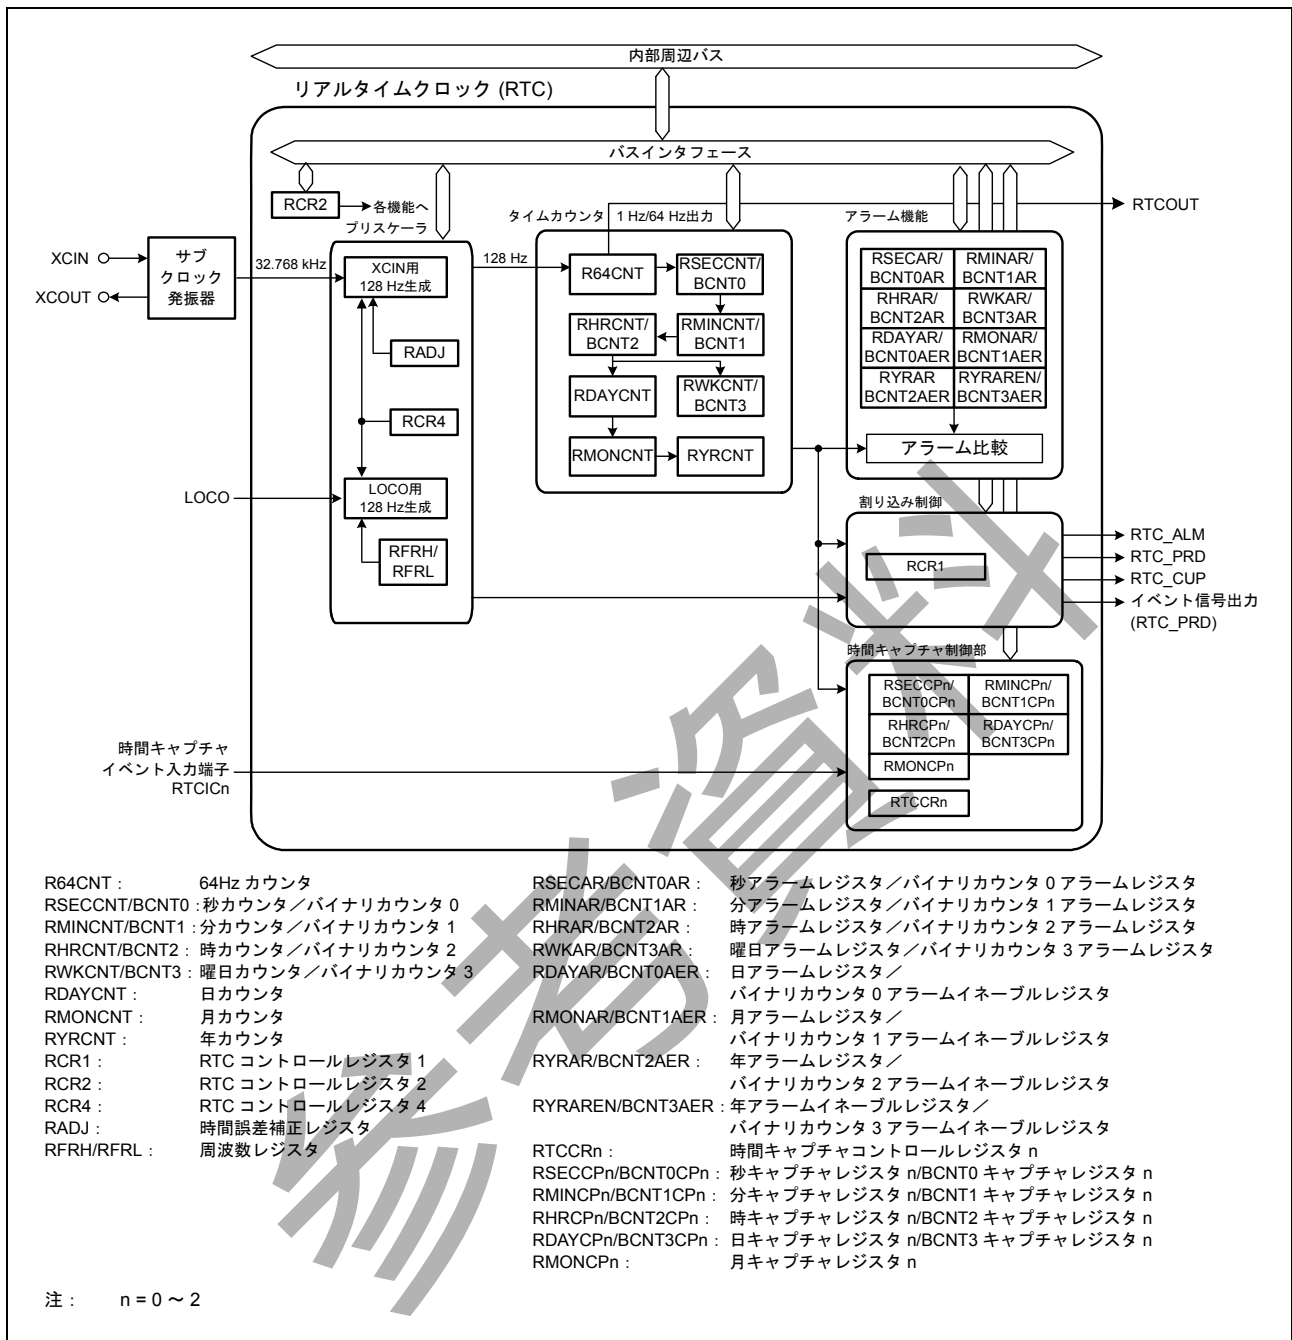 内部周辺バス
リアルタイムクロック (RTC)
バスインタフェース
RCR2
各機能へ
プリスケーラ
タイムカウンタ
1 Hz/64 Hz出力
アラーム機能
RTCOUT
XCIN
XCOUT
サブ
クロック
発振器
32.768 kHz
XCIN用
128 Hz生成
RADJ
RCR4
LOCO
LOCO用
128 Hz生成
RFRH/
RFRL
128 Hz
R64CNT
RSECCNT/
BCNT0
RHRCNT/
BCNT2
RMINCNT/
BCNT1
RDAYCNT
RWKCNT/
BCNT3
RMONCNT
RYRCNT
RSECAR/
BCNT0AR
RMINAR/
BCNT1AR
RHRAR/
BCNT2AR
RWKAR/
BCNT3AR
RDAYAR/
BCNT0AER
RMONAR/
BCNT1AER
RYRAR
BCNT2AER
RYRAREN/
BCNT3AER
アラーム比較
割り込み制御
RCR1
RTC_ALM
RTC_PRD
RTC_CUP
イベント信号出力
(RTC_PRD)
時間キャプチャ制御部
RSECCPn/
BCNT0CPn
RMINCPn/
BCNT1CPn
RHRCPn/
BCNT2CPn
RDAYCPn/
BCNT3CPn
RMONCPn
RTCCRn
時間キャプチャ
イベント入力端子
RTCICn
R64CNT : 64Hz カウンタ
RSECCNT/BCNT0 : 秒カウンタ/バイナリカウンタ 0
RMINCNT/BCNT1 : 分カウンタ/バイナリカウンタ 1
RHRCNT/BCNT2 : 時カウンタ/バイナリカウンタ 2
RWKCNT/BCNT3 : 曜日カウンタ/バイナリカウンタ 3
RDAYCNT : 日カウンタ
RMONCNT : 月カウンタ
RYRCNT : 年カウンタ
RCR1 : RTC コントロールレジスタ 1
RCR2 : RTC コントロールレジスタ 2
RCR4 : RTC コントロールレジスタ 4
RADJ : 時間誤差補正レジスタ
RFRH/RFRL : 周波数レジスタ
RSECAR/BCNT0AR : 秒アラームレジスタ/バイナリカウンタ 0 アラームレジスタ
RMINAR/BCNT1AR : 分アラームレジスタ/バイナリカウンタ 1 アラームレジスタ
RHRAR/BCNT2AR : 時アラームレジスタ/バイナリカウンタ 2 アラームレジスタ
RWKAR/BCNT3AR : 曜日アラームレジスタ/バイナリカウンタ 3 アラームレジスタ
RDAYAR/BCNT0AER : 日アラームレジスタ/
バイナリカウンタ 0 アラームイネーブルレジスタ
RMONAR/BCNT1AER : 月アラームレジスタ/
バイナリカウンタ 1 アラームイネーブルレジスタ
RYRAR/BCNT2AER : 年アラームレジスタ/
バイナリカウンタ 2 アラームイネーブルレジスタ
RYRAREN/BCNT3AER : 年アラームイネーブルレジスタ/
バイナリカウンタ 3 アラームイネーブルレジスタ
RTCCRn : 時間キャプチャコントロールレジスタ n
RSECCPn/BCNT0CPn : 秒キャプチャレジスタ n/BCNT0 キャプチャレジスタ n
RMINCPn/BCNT1CPn : 分キャプチャレジスタ n/BCNT1 キャプチャレジスタ n
RHRCPn/BCNT2CPn : 時キャプチャレジスタ n/BCNT2 キャプチャレジスタ n
RDAYCPn/BCNT3CPn : 日キャプチャレジスタ n/BCNT3 キャプチャレジスタ n
RMONCPn : 月キャプチャレジスタ n
注 : n = 0 ~ 2
参考資料